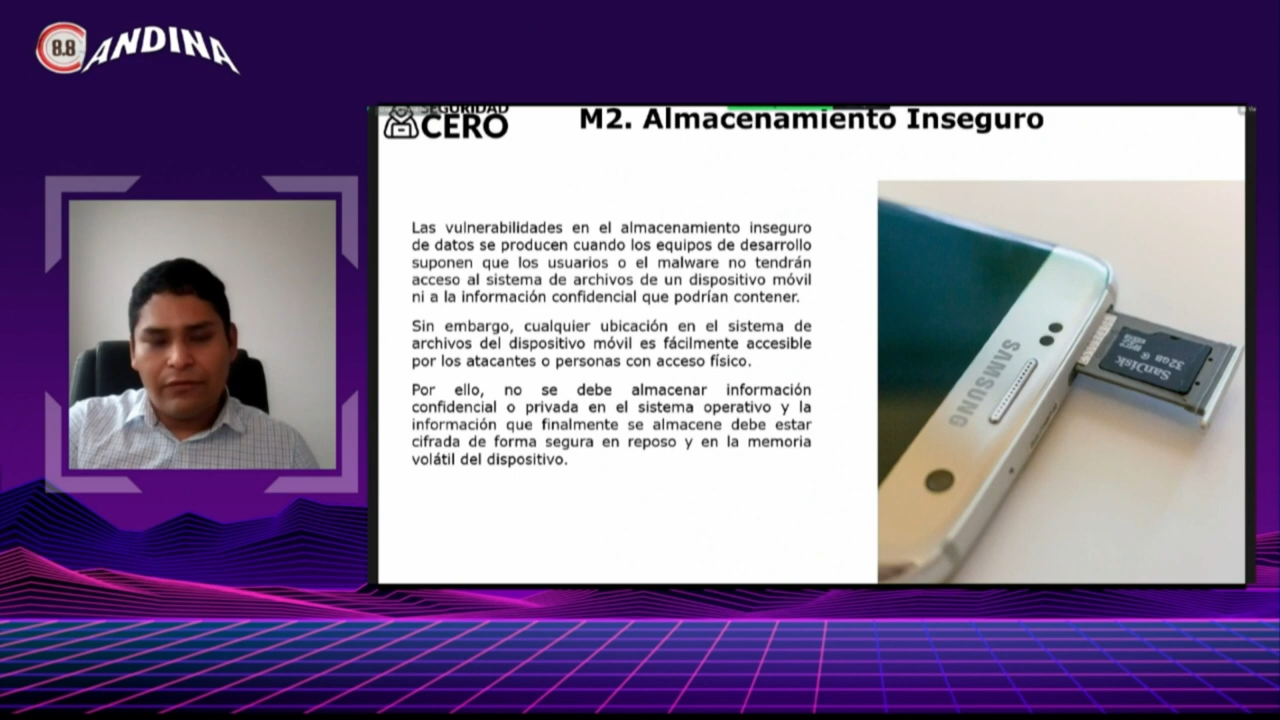 8.8 ANDINA
SEGURIDAD
CERO
M2. Almacenamiento Inseguro
Las vulnerabilidades en el almacenamiento inseguro
de datos se producen cuando los equipos de desarrollo
suponen que los usuarios o el malware no tendrán
acceso al sistema de archivos de un dispositivo móvil
ni a la información confidencial que podrían contener.
Sin embargo, cualquier ubicación en el sistema de
archivos del dispositivo móvil es fácilmente accesible
por los atacantes o personas con acceso físico.
Por ello, no se debe almacenar información
confidencial o privada en el sistema operativo y la
información que finalmente se almacene debe estar
cifrada de forma segura en reposo y en la memoria
volátil del dispositivo.
SAMSUNG
SanDisk
32GB